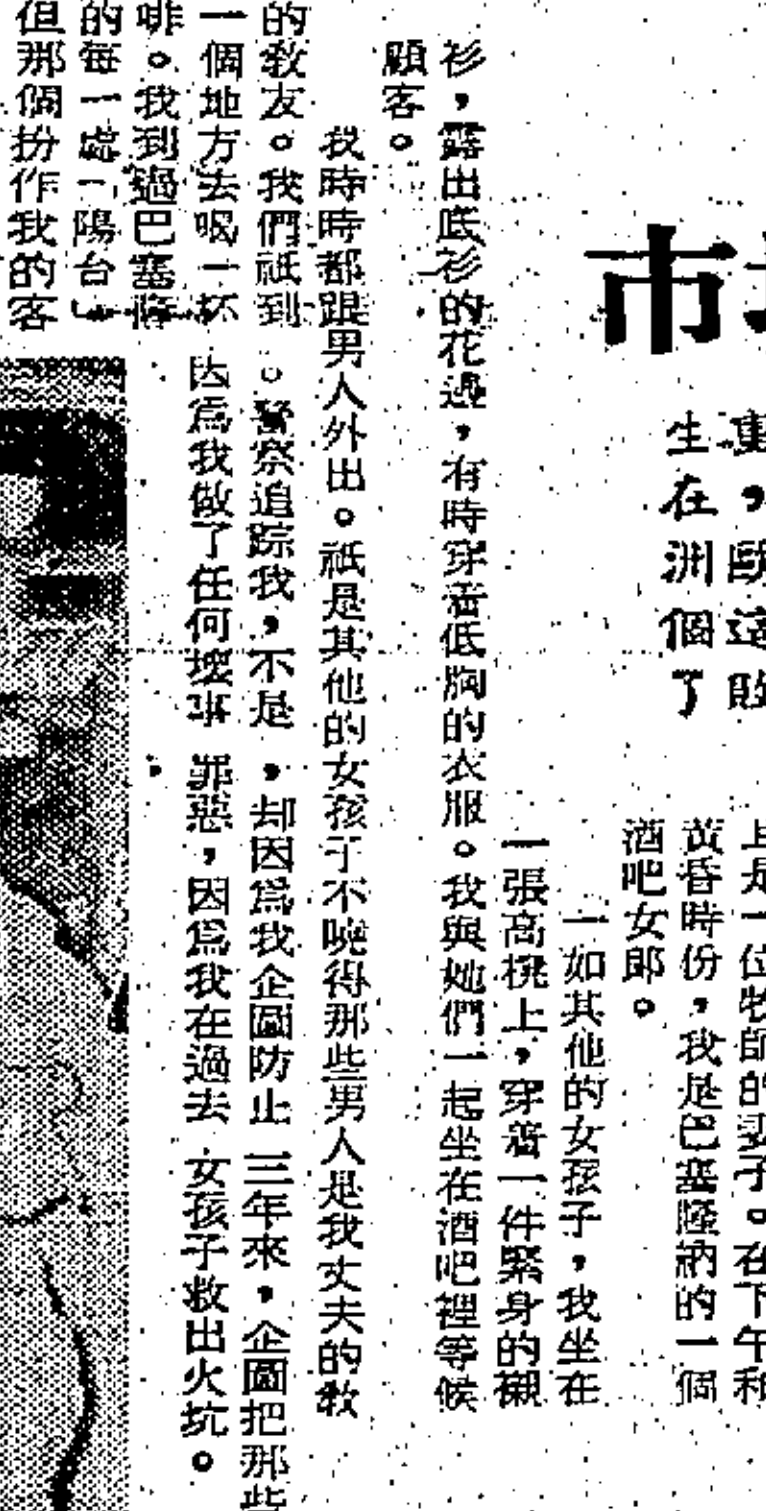 市
生在洲個了
上是一位牧師的妻子。在下午和
黃昏時份，我是巴塞隆納的一個
酒吧女郎。
一如其他的女孩子，我坐在
一張高櫈上，穿着一件緊身的襯
衫，露出底衫的花邊，有時穿着低胸的衣服。我與她們一起坐在酒吧裡等候
顧客。
我時時都跟男人外出。祇是其他的女孩子不曉得那些男人是我丈夫的教
的教友。我們祇到
一個地方去喝一杯
啡。我到過巴塞隆
的每一處「陽台」
但那個扮作我的客
。警察追踪我，不是
因爲我做了任何壞事
，却因爲我企圖防止
罪惡，因爲我在過去
三年來，企圖把那些
女孩子救出火坑。